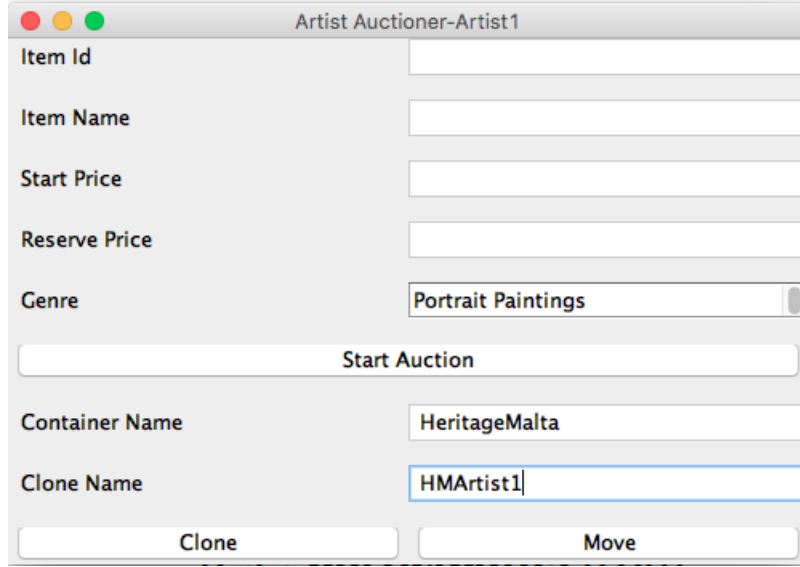 Artist Auctioner-Artist1
Item Id
Item Name
Start Price
Reserve Price
Genre Portrait Paintings
Start Auction
Container Name HeritageMalta
Clone Name HMArtist1
Clone Move